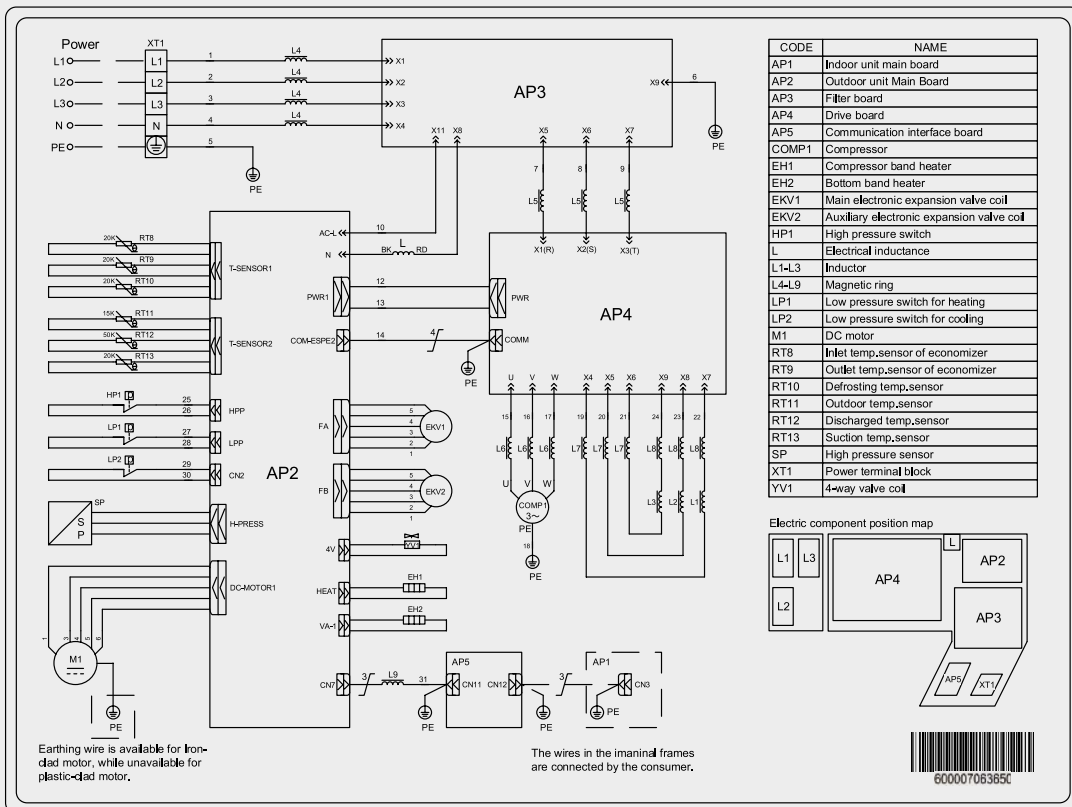 Power
XT1
L1
L1
1
L4
X1
L2
L2
2
L4
X2
L3
L3
3
L4
X3
N
N
4
L4
X4
PE
5
PE
AP3
X9
6
PE
X11
X8
X5
X6
X7
7
8
9
L5
L5
L5
X1(R)
X2(S)
X3(T)
AC-L
10
N
BK
L
RD
PWR1
12
13
PWR
COM-ESPE2
14
4
COMM
PE
AP4
U
V
W
X4
X5
X6
X9
X8
X7
15
16
17
19
20
21
24
23
22
L6
L6
L6
L7
L7
L7
L8
L8
L8
L3
L2
L1
U
V
W
COMP1
3~
PE
18
PE
AP2
20K
RT8
20K
RT9
20K
RT10
T-SENSOR1
15K
RT11
50K
RT12
20K
RT13
T-SENSOR2
HP1
P
25
26
HPP
LP1
P
27
28
LPP
LP2
P
29
30
CN2
SP
S
P
H-PRESS
DC-MOTOR1
1
3
4
5
6
M1
PE
FA
5
4
3
2
1
EKV1
FB
5
4
3
2
1
EKV2
4V
YV1
HEAT
EH1
VA-1
EH2
CN7
3
L9
31
PE
AP5
CN11
CN12
PE
3
AP1
CN3
PE
Earthing wire is available for Iron-
clad motor, while unavailable for
plastic-clad motor.
The wires in the imaninal frames
are connected by the consumer.
CODE NAME
AP1 Indoor unit main board
AP2 Outdoor unit Main Board
AP3 Filter board
AP4 Drive board
AP5 Communication interface board
COMP1 Compressor
EH1 Compressor band heater
EH2 Bottom band heater
EKV1 Main electronic expansion valve coil
EKV2 Auxiliary electronic expansion valve coil
HP1 High pressure switch
L Electrical inductance
L1-L3 Inductor
L4-L9 Magnetic ring
LP1 Low pressure switch for heating
LP2 Low pressure switch for cooling
M1 DC motor
RT8 Inlet temp.sensor of economizer
RT9 Outlet temp.sensor of economizer
RT10 Defrosting temp.sensor
RT11 Outdoor temp.sensor
RT12 Discharged temp.sensor
RT13 Suction temp.sensor
SP High pressure sensor
XT1 Power terminal block
YV1 4-way valve coil
Electric component position map
L1
L3
L2
AP4
L
AP2
AP3
AP5
XT1
600007063650